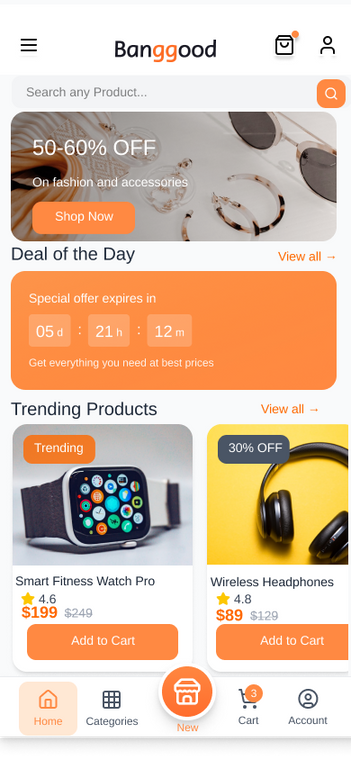 Banggood
Search any Product...
50-60% OFF
On fashion and accessories
Shop Now
Deal of the Day
View all →
Special offer expires in
05 d : 21 h : 12 m
Get everything you need at best prices
Trending Products
View all →
Trending
30% OFF
Smart Fitness Watch Pro
4.6
$199 $249
Add to Cart
Wireless Headphones
4.8
$89 $129
Add to Cart
Home
Categories
New
3
Cart
Account